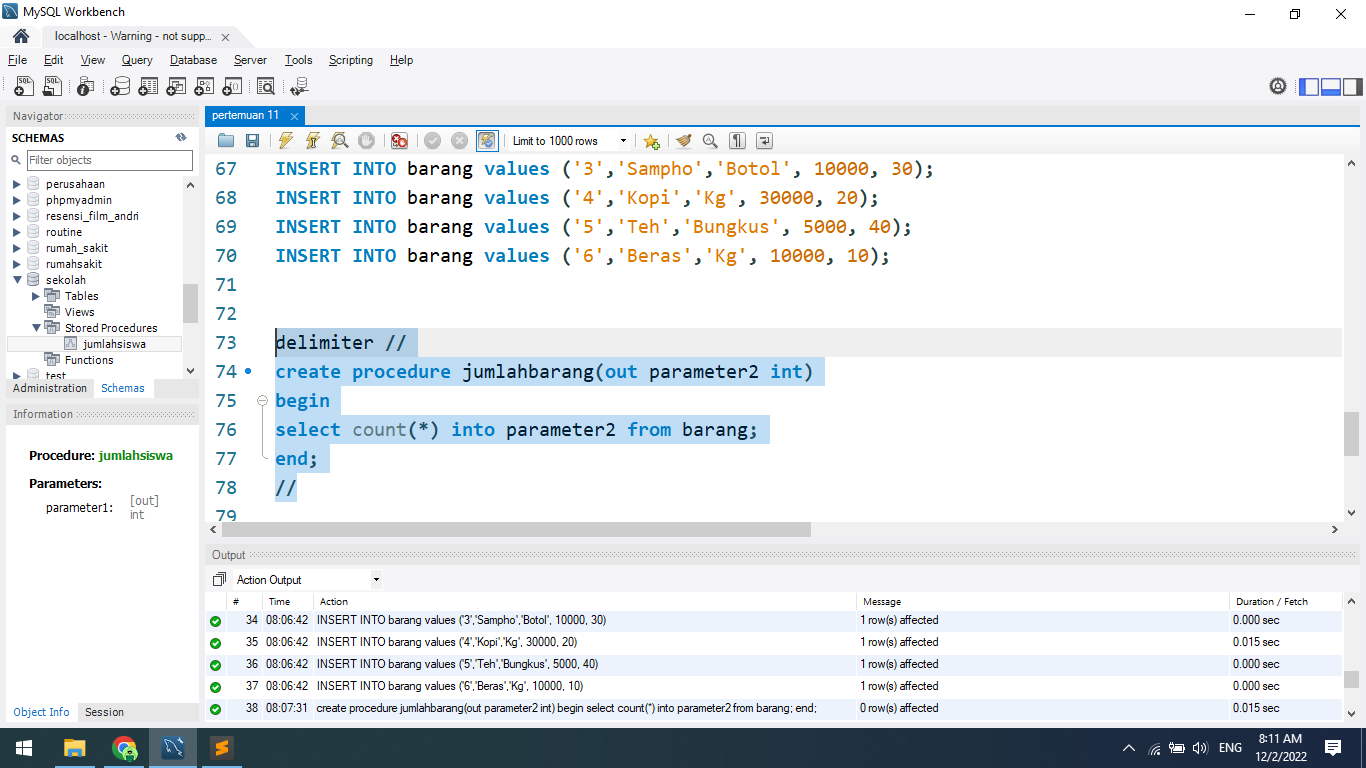 MySQL Workbench
localhost - Warning - not supp...
File Edit View Query Database Server Tools Scripting Help
Navigator
SCHEMAS
Filter objects
perusahaan
phpmyadmin
resensi_film_andri
routine
rumah_sakit
rumahsakit
sekolah
Tables
Views
Stored Procedures
jumlahsiswa
Functions
test
Administration Schemas
Information
Procedure: jumlahsiswa
Parameters:
parameter1: [out]
int
Object Info Session
pertemuan 11
Limit to 1000 rows
67 INSERT INTO barang values ('3','Sampho','Botol', 10000, 30);
68 INSERT INTO barang values ('4','Kopi','Kg', 30000, 20);
69 INSERT INTO barang values ('5','Teh','Bungkus', 5000, 40);
70 INSERT INTO barang values ('6','Beras','Kg', 10000, 10);
71
72
73 delimiter //
74 create procedure jumlahbarang(out parameter2 int)
75 begin
76 select count(*) into parameter2 from barang;
77 end;
78 //
79
Output
Action Output
# Time Action Message Duration / Fetch
34 08:06:42 INSERT INTO barang values ('3','Sampho','Botol', 10000, 30) 1 row(s) affected 0.000 sec
35 08:06:42 INSERT INTO barang values ('4','Kopi','Kg', 30000, 20) 1 row(s) affected 0.015 sec
36 08:06:42 INSERT INTO barang values ('5','Teh','Bungkus', 5000, 40) 1 row(s) affected 0.000 sec
37 08:06:42 INSERT INTO barang values ('6','Beras','Kg', 10000, 10) 1 row(s) affected 0.000 sec
38 08:07:31 create procedure jumlahbarang(out parameter2 int) begin select count(*) into parameter2 from barang; end; 0 row(s) affected 0.015 sec
ENG
8:11 AM
12/2/2022